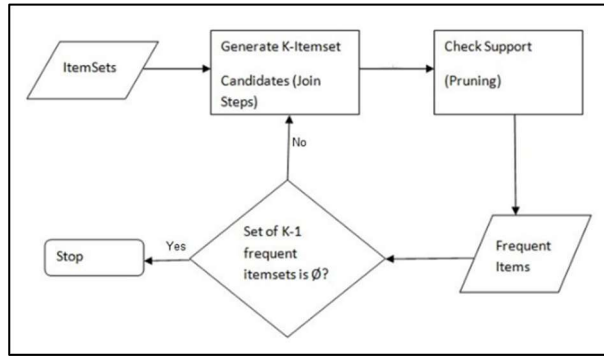 ItemSets
Generate K-Itemset
Candidates (Join
Steps)
Check Support
(Pruning)
No
Stop
Yes
Set of K-1
frequent
itemsets is Ø?
Frequent
Items